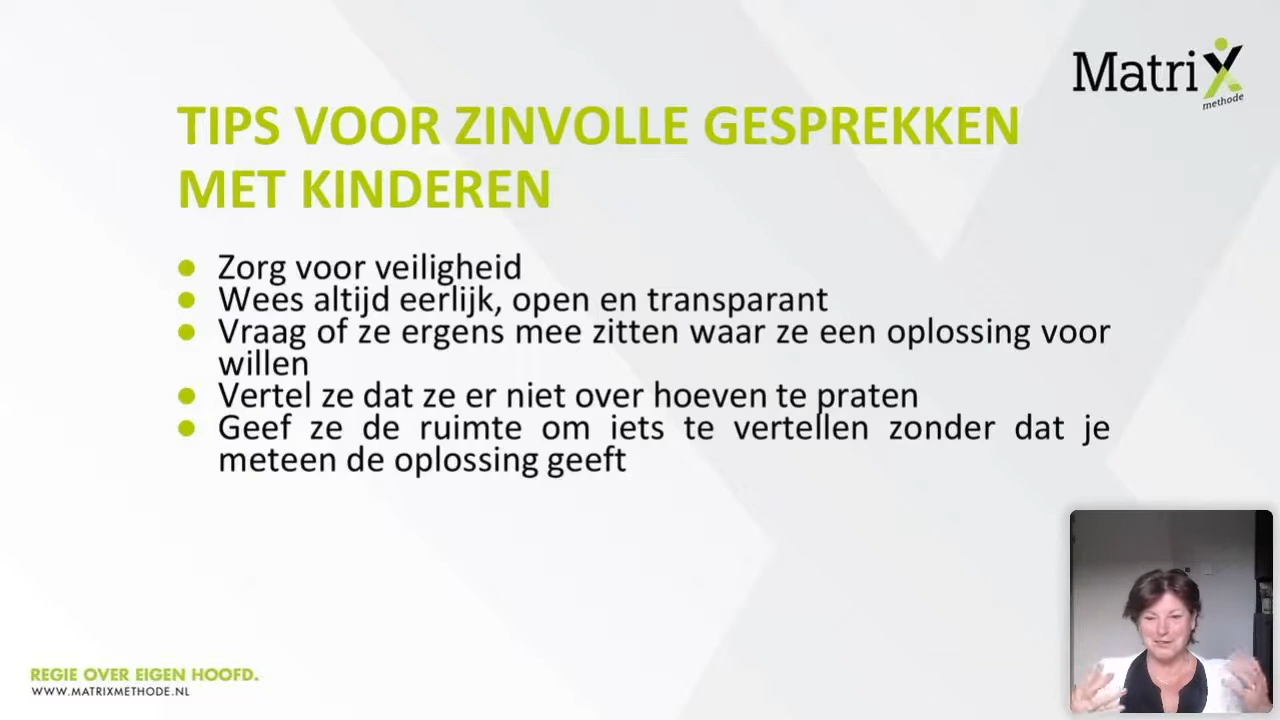 MatriX
methode
TIPS VOOR ZINVOLLE GESPREKKEN
MET KINDEREN
Zorg voor veiligheid
Wees altijd eerlijk, open en transparant
Vraag of ze ergens mee zitten waar ze een oplossing voor
willen
Vertel ze dat ze er niet over hoeven te praten
Geef ze de ruimte om iets te vertellen zonder dat je
meteen de oplossing geeft
REGIE OVER EIGEN HOOFD.
WWW.MATRIXMETHODE.NL